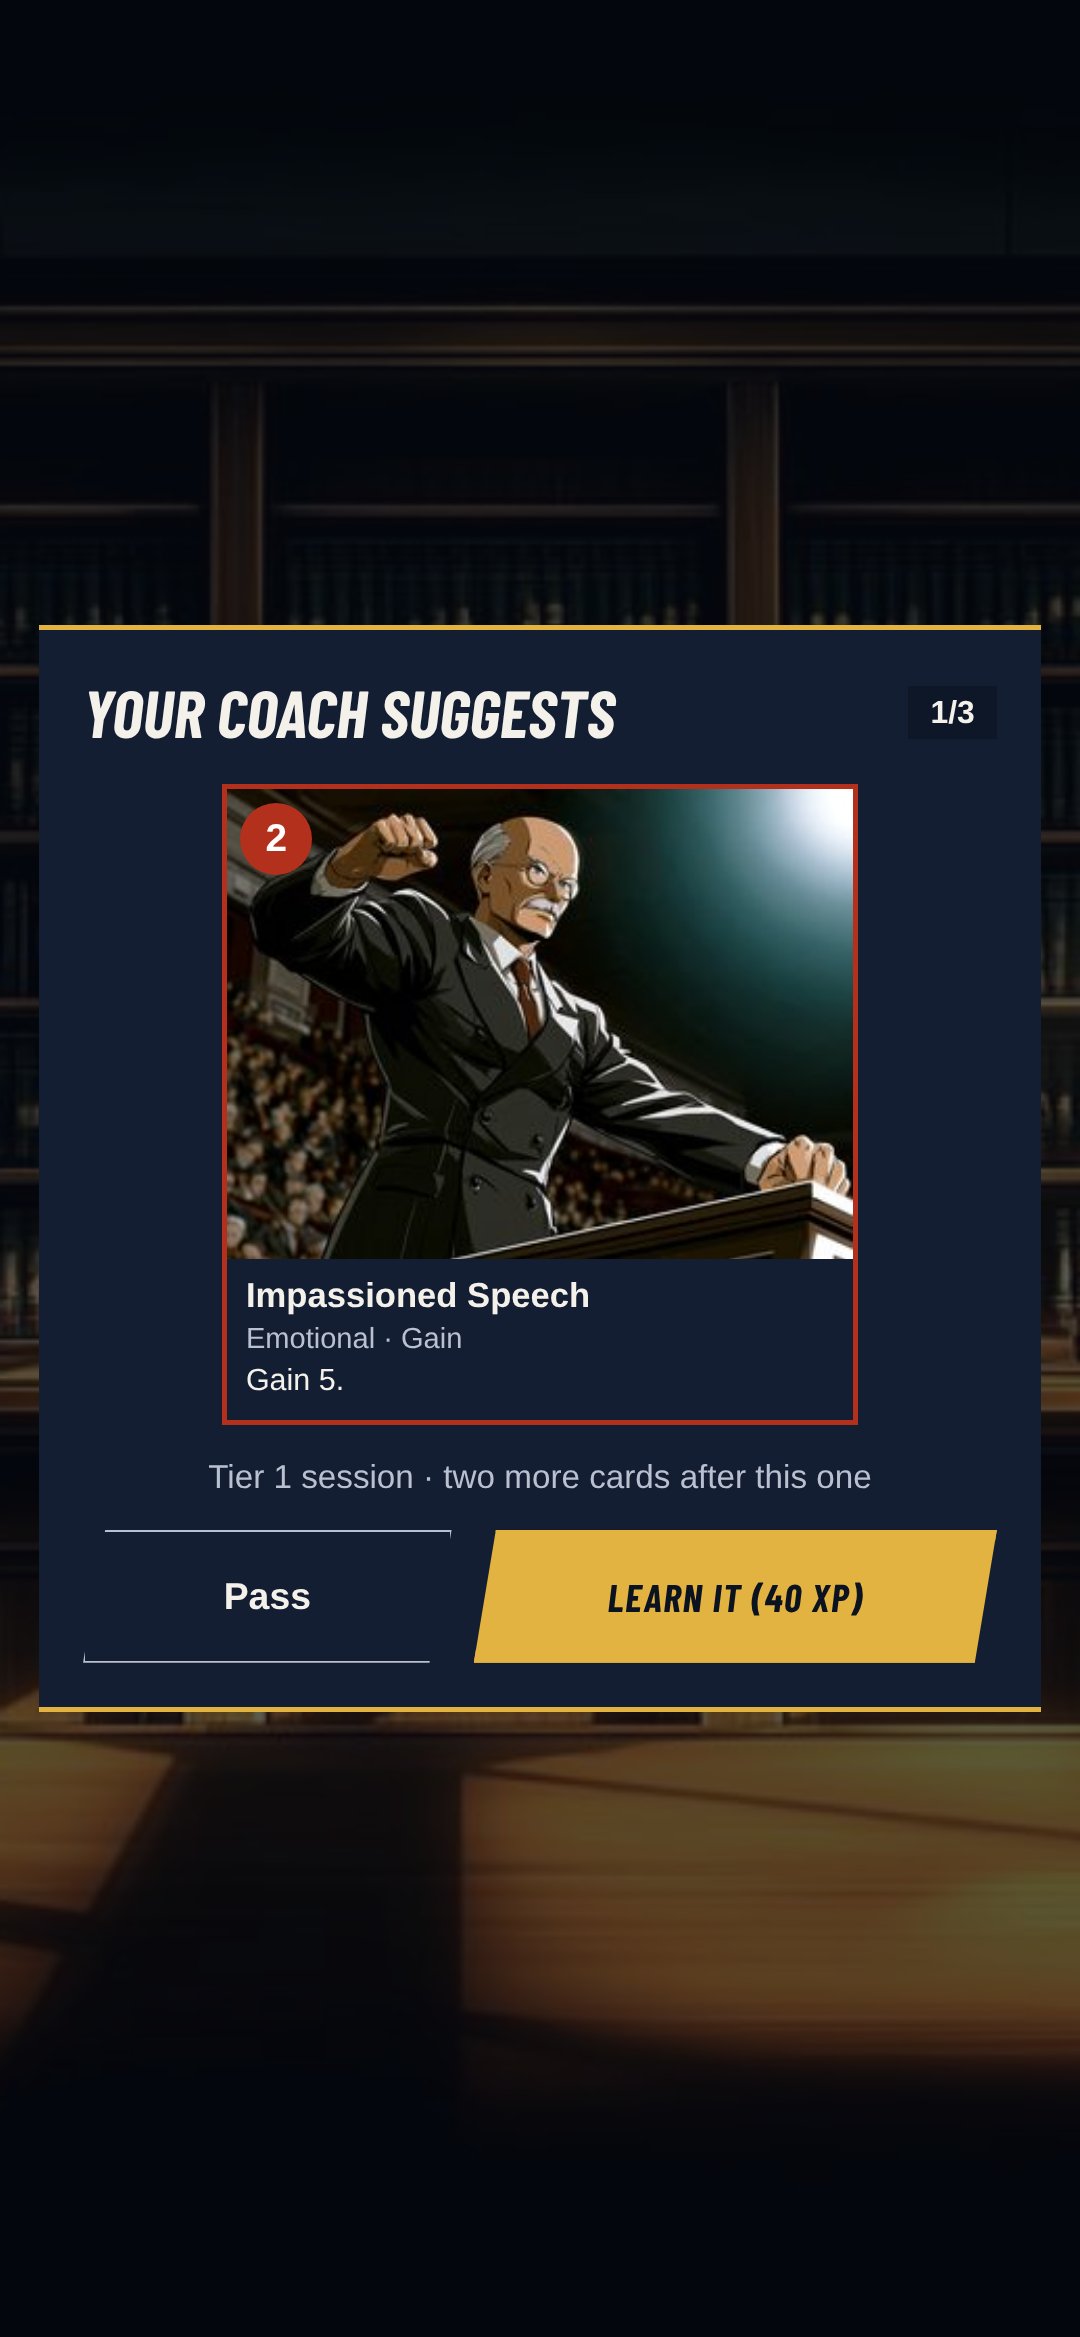 YOUR COACH SUGGESTS
1/3
2
Impassioned Speech
Emotional · Gain
Gain 5.
Tier 1 session · two more cards after this one
Pass
LEARN IT (40 XP)